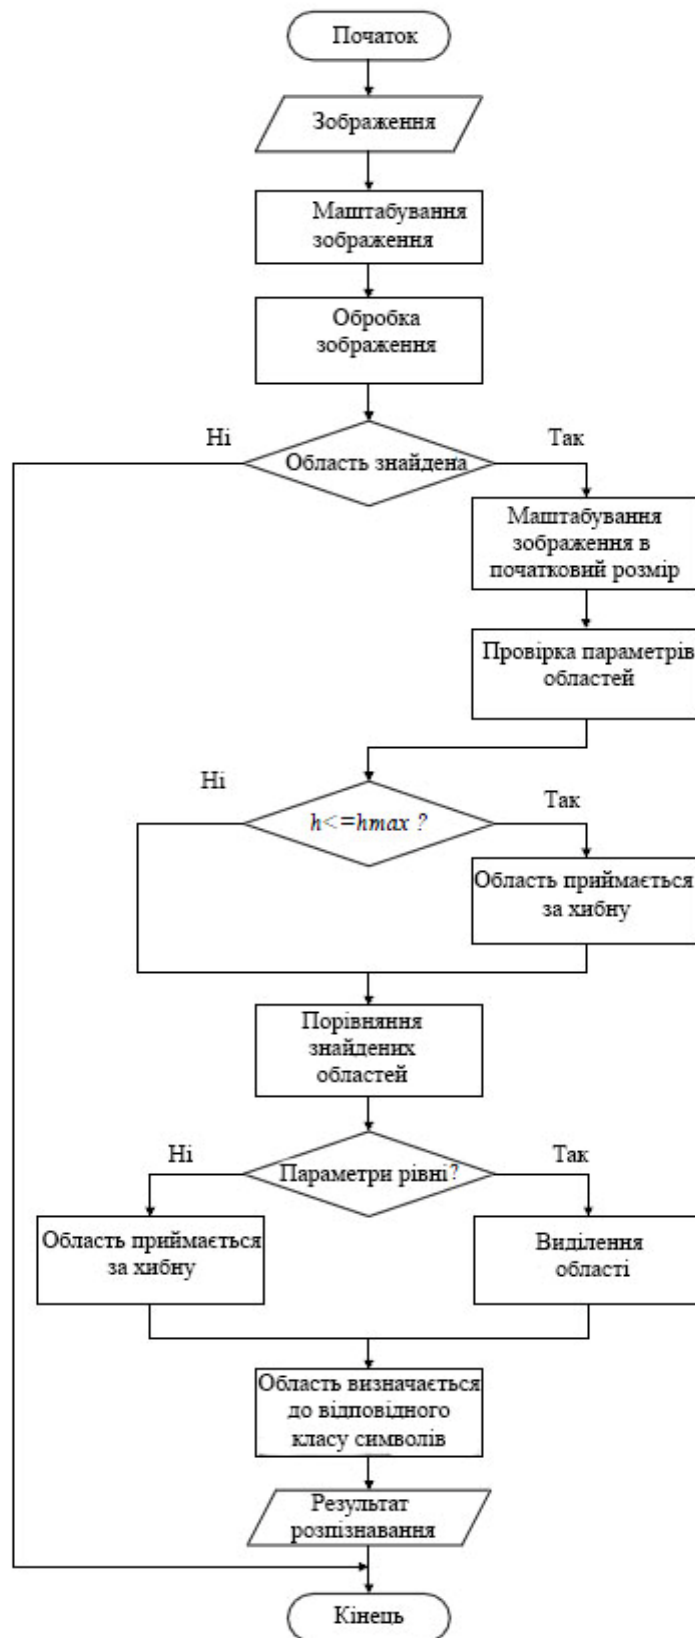 Початок
Зображення
Маштабування
зображення
Обробка
зображення
Ні
Так
Область знайдена
Маштабування
зображення в
початковий розмір
Провірка параметрів
областей
Ні
Так
h<=hmax ?
Область приймається
за хибну
Порівняння
знайдених
областей
Ні
Так
Параметри рівні?
Область приймається
за хибну
Виділення
області
Область визначається
до відповідного
класу символів
Результат
розпізнавання
Кінець